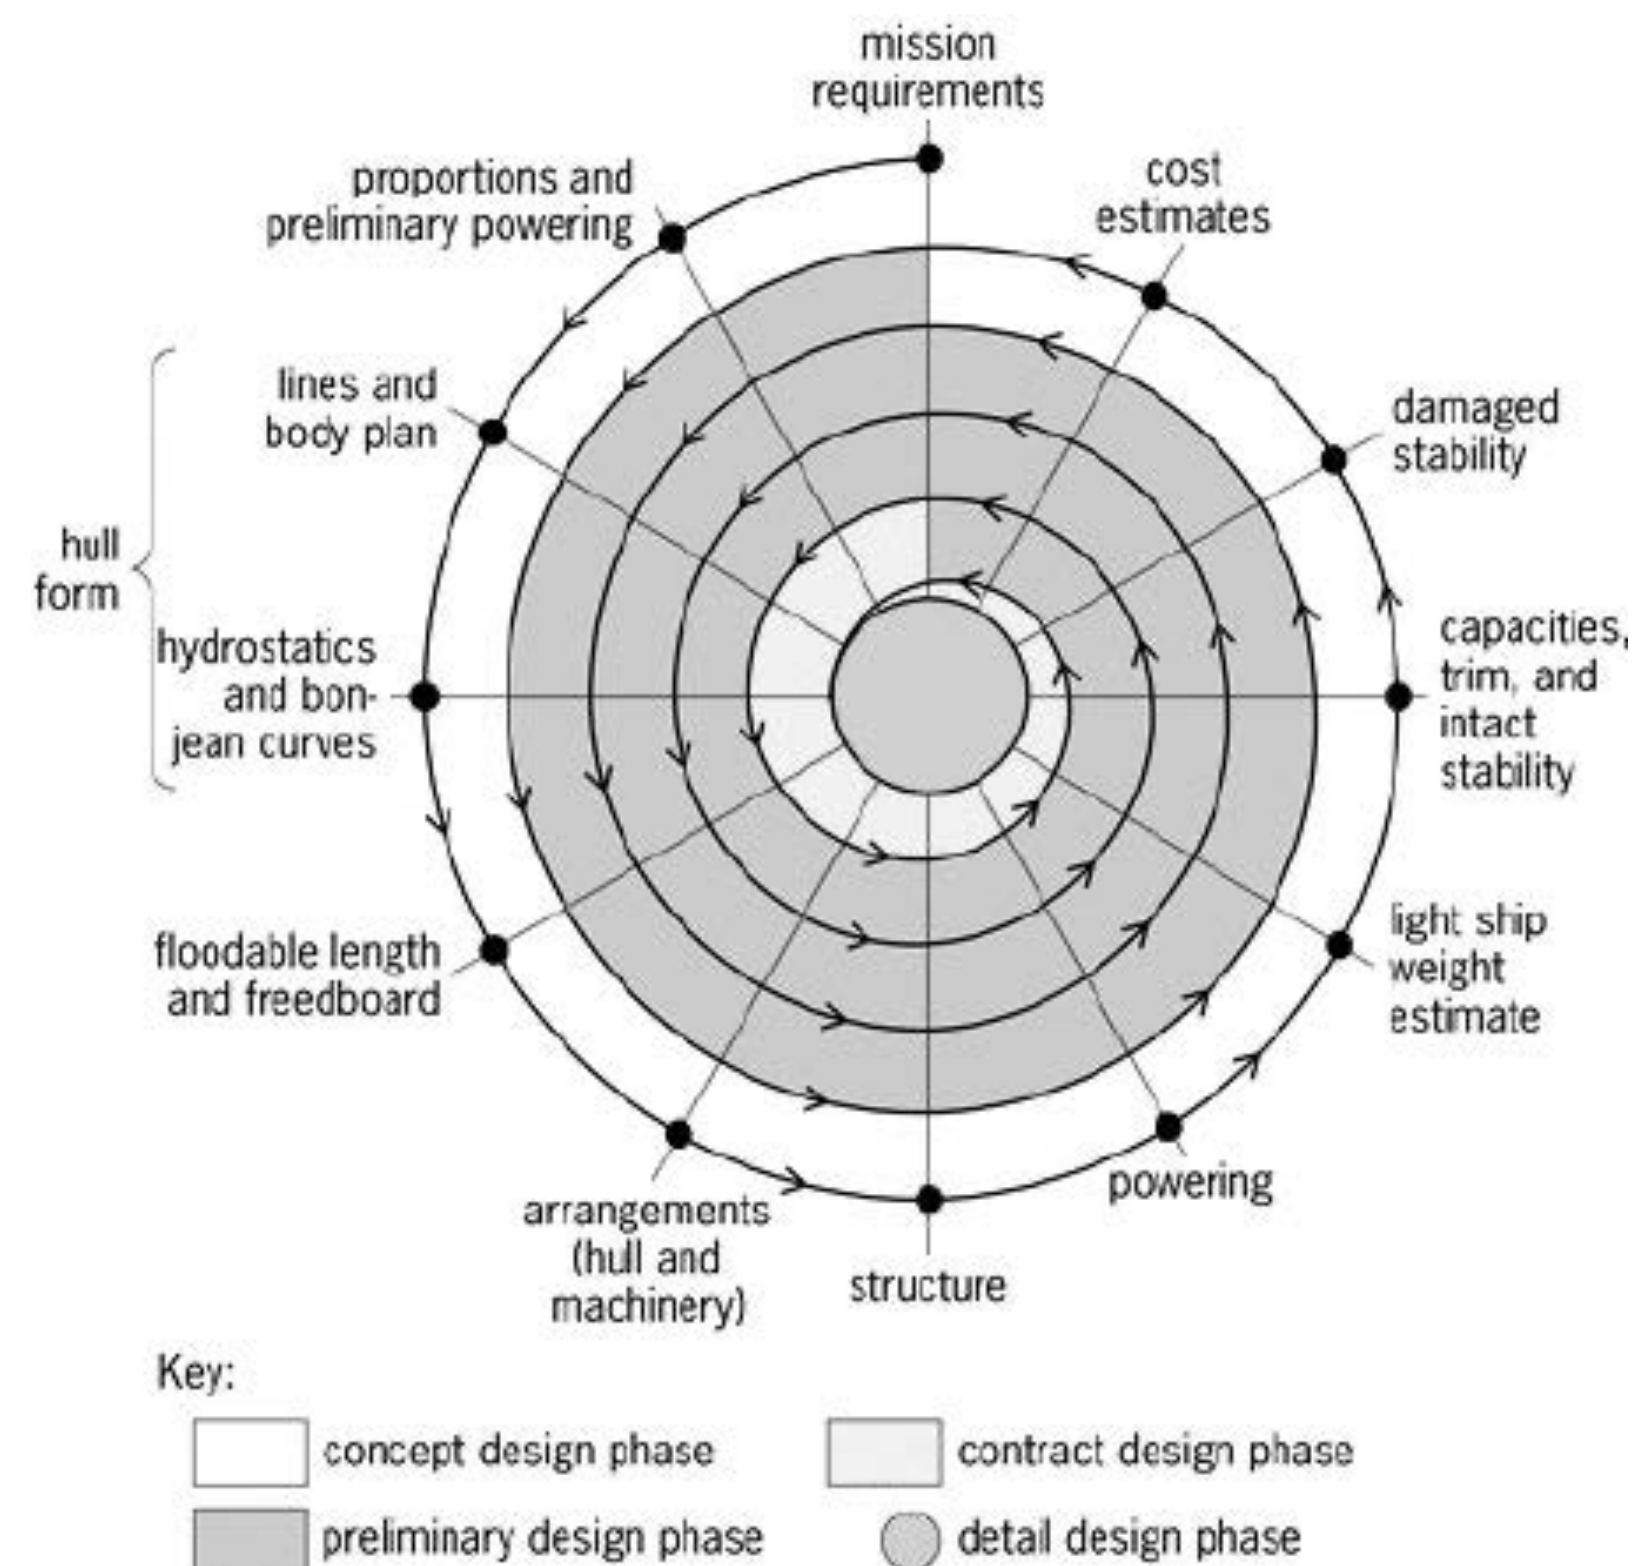 mission
requirements
proportions and
preliminary powering
cost
estimates
lines and
body plan
damaged
stability
hull
form
hydrostatics
and bon-
jean curves
capacities,
trim, and
intact
stability
floodable length
and freedboard
light ship
weight
estimate
arrangements
(hull and
machinery)
structure
powering
Key:
concept design phase
contract design phase
preliminary design phase
detail design phase